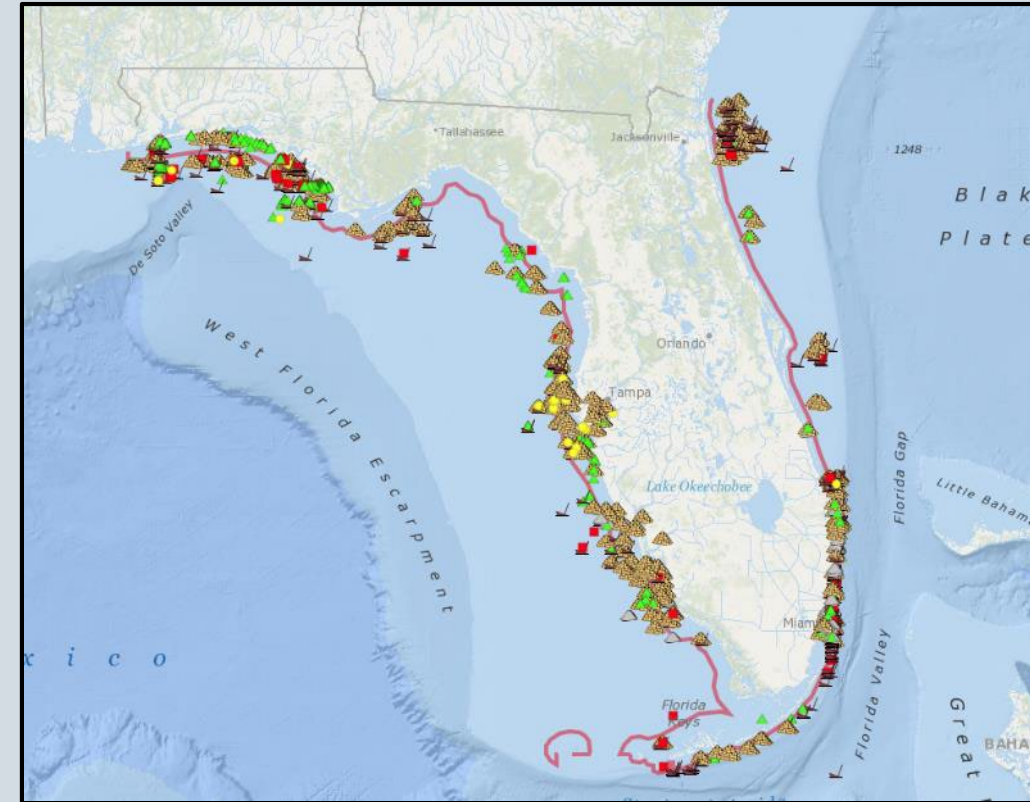 Tallahassee
Jacksonville
1248
Blak
Plate
De Soto Valley
West Florida Escarpment
Orlando
Tampa
Florida Gap
Lake Okeechobee
Little Baham
Miam
xico
Florida Valley
Florida
Keys
Great
BAHA